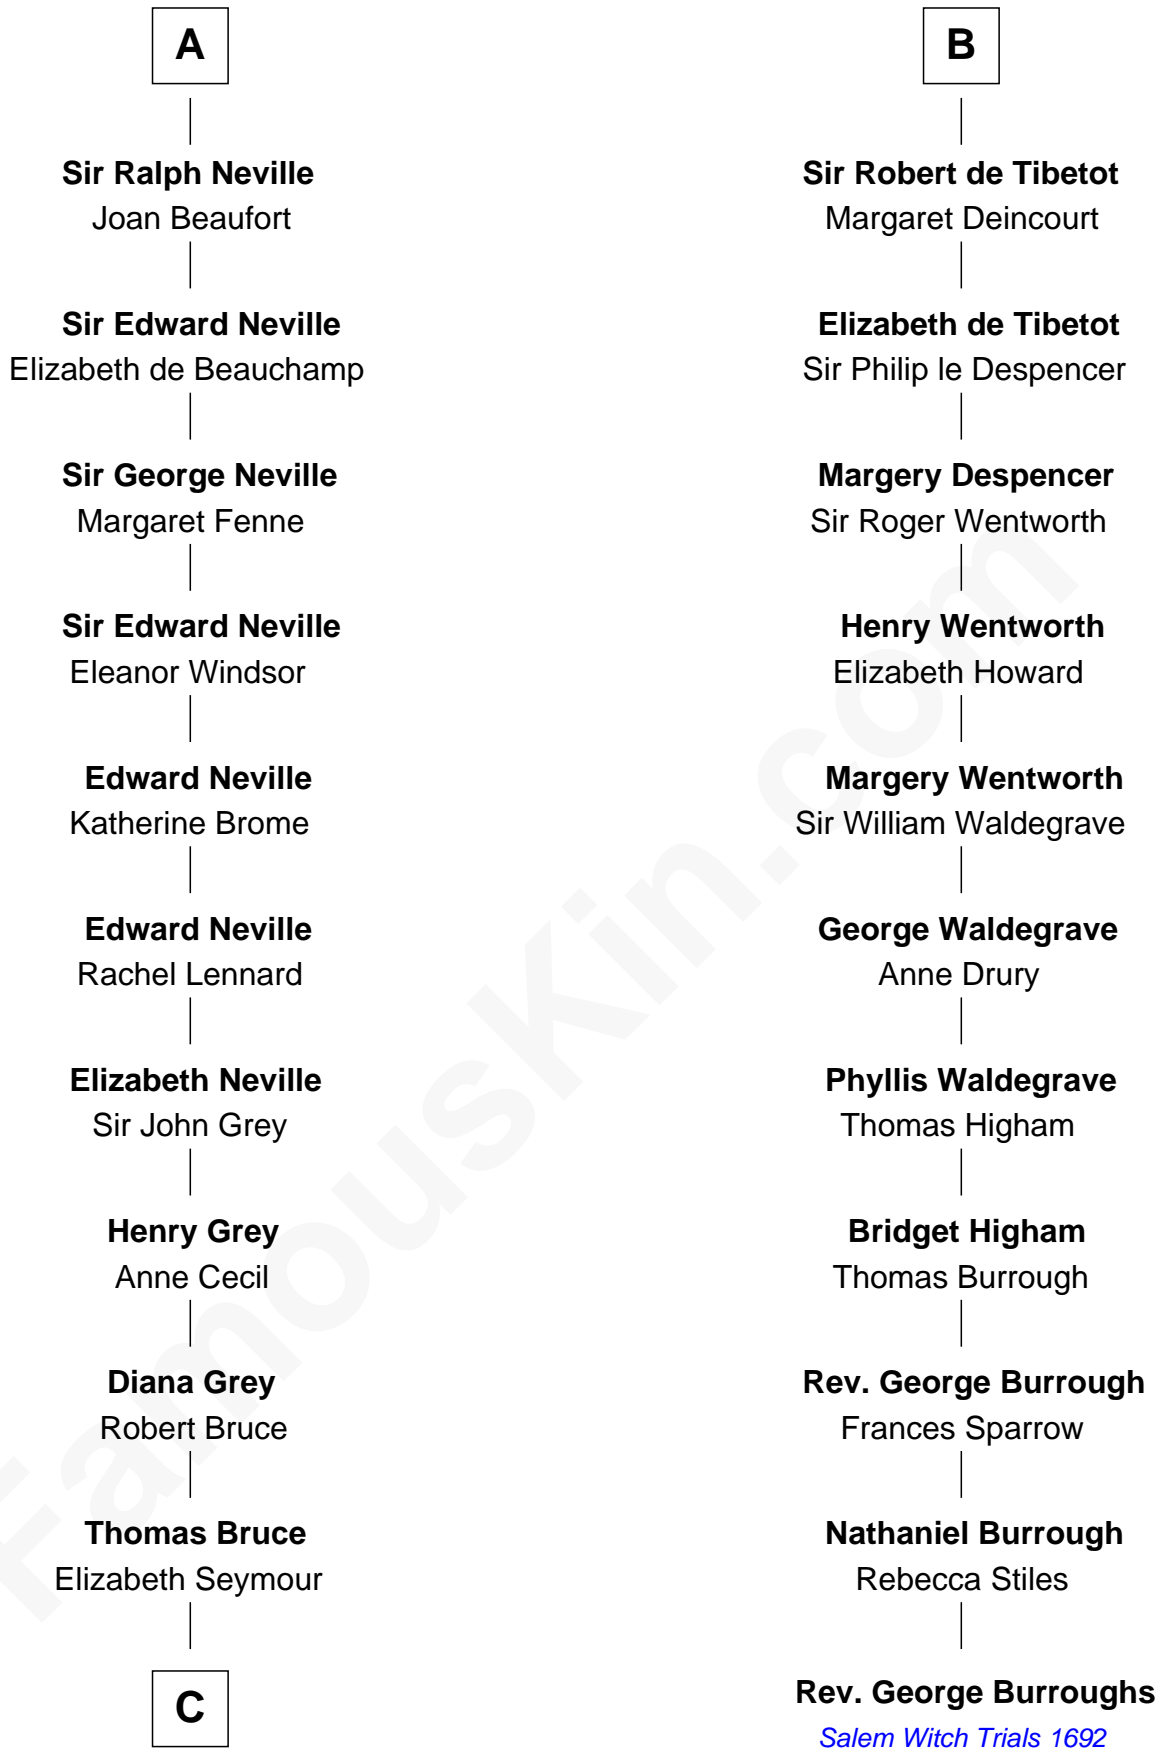 A
Sir Ralph Neville
Joan Beaufort
Sir Edward Neville
Elizabeth de Beauchamp
Sir George Neville
Margaret Fenne
Sir Edward Neville
Eleanor Windsor
Edward Neville
Katherine Brome
Edward Neville
Rachel Lennard
Elizabeth Neville
Sir John Grey
Henry Grey
Anne Cecil
Diana Grey
Robert Bruce
Thomas Bruce
Elizabeth Seymour
C
B
Sir Robert de Tibetot
Margaret Deincourt
Elizabeth de Tibetot
Sir Philip le Despencer
Margery Despencer
Sir Roger Wentworth
Henry Wentworth
Elizabeth Howard
Margery Wentworth
Sir William Waldegrave
George Waldegrave
Anne Drury
Phyllis Waldegrave
Thomas Higham
Bridget Higham
Thomas Burrough
Rev. George Burrough
Frances Sparrow
Nathaniel Burrough
Rebecca Stiles
Rev. George Burroughs
Salem Witch Trials 1692
FamousKin.com